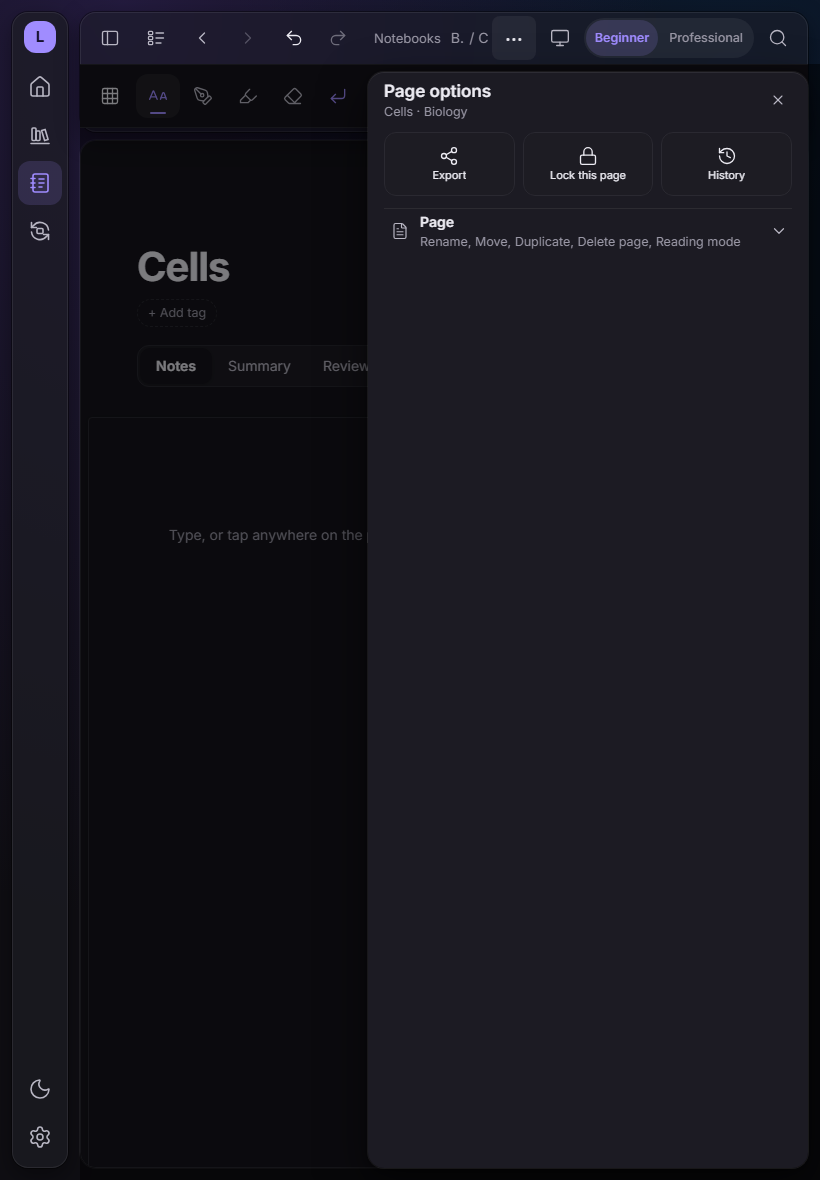 L
Notebooks B. / C
Beginner
Professional
Aᴀ
Page options
Cells · Biology
Export
Lock this page
History
Page
Rename, Move, Duplicate, Delete page, Reading mode
Cells
+ Add tag
Notes
Summary
Review
Type, or tap anywhere on the